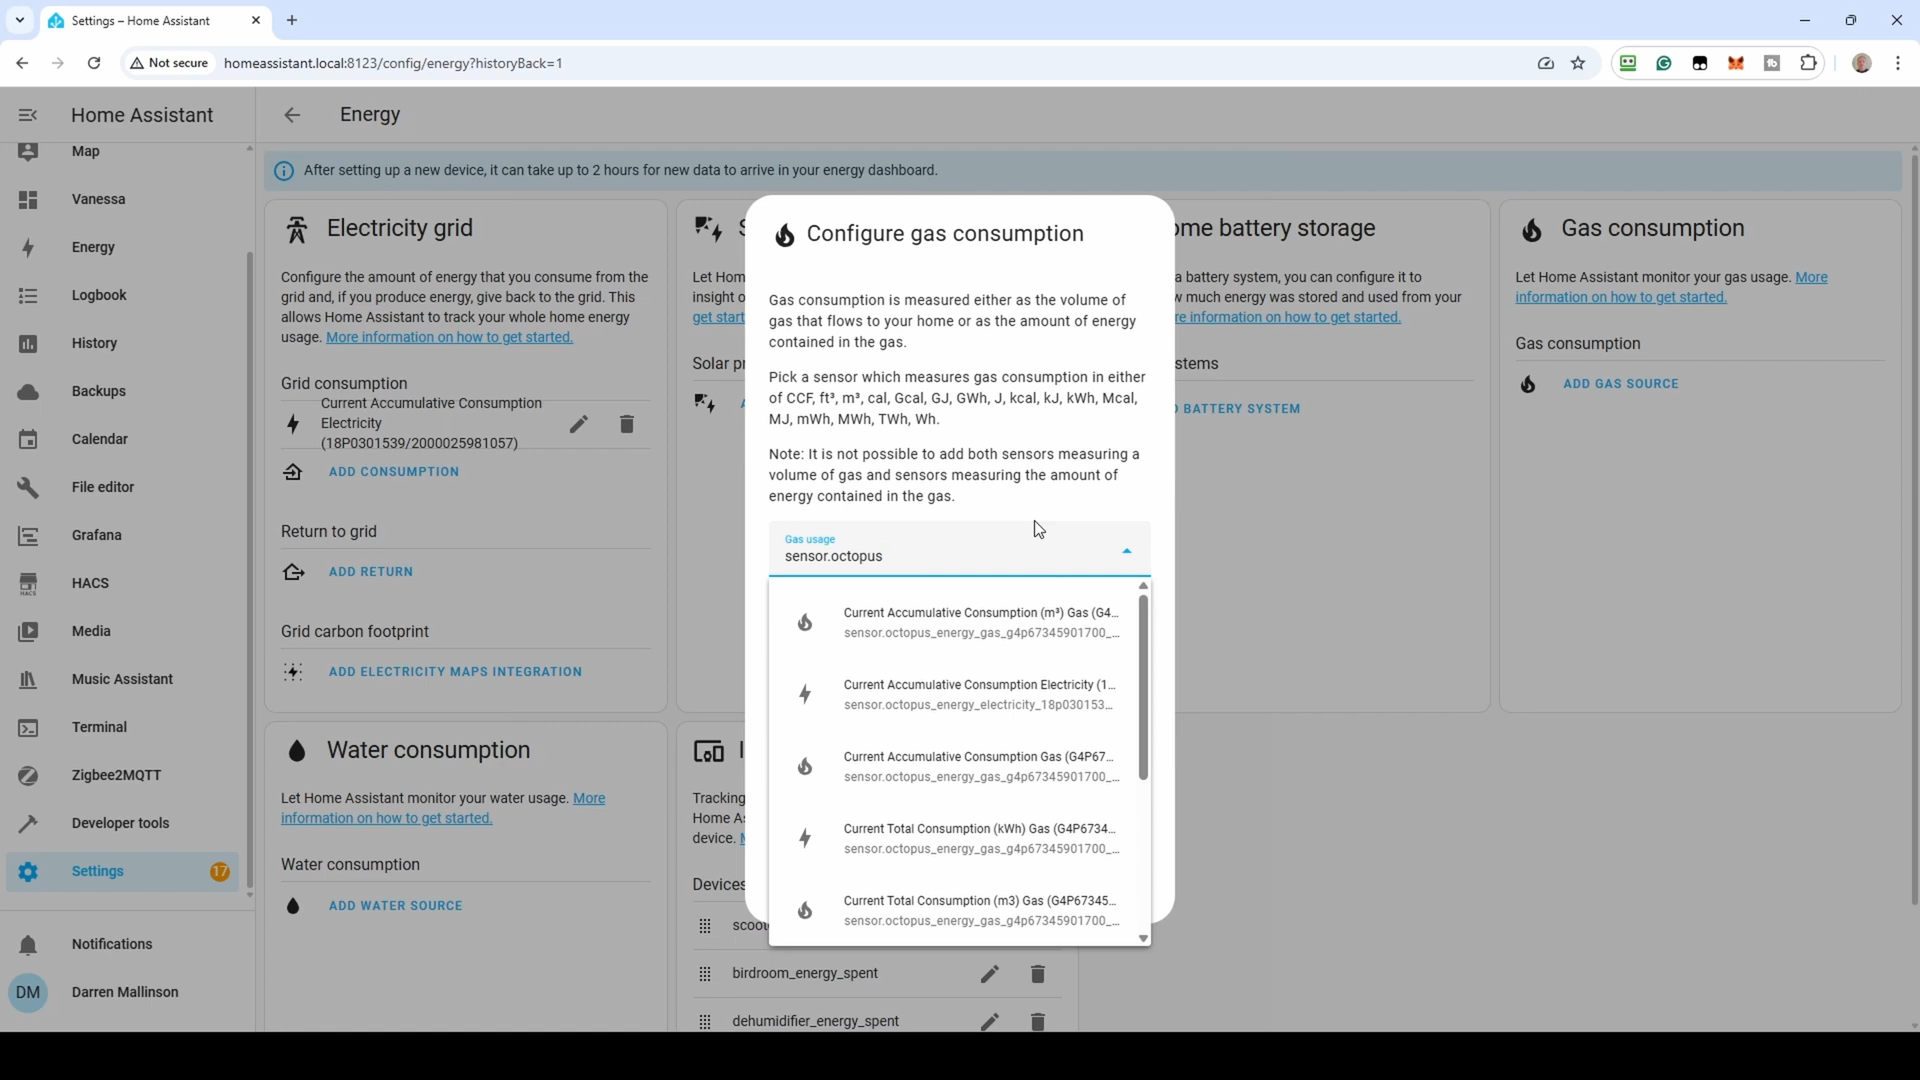 Settings – Home Assistant
Not secure
homeassistant.local:8123/config/energy?historyBack=1
Home Assistant
Energy
Map
Vanessa
Energy
Logbook
History
Backups
Calendar
File editor
Grafana
HACS
HACS
Media
Music Assistant
Terminal
Zigbee2MQTT
Developer tools
Settings
17
Notifications
DM
Darren Mallinson
After setting up a new device, it can take up to 2 hours for new data to arrive in your energy dashboard.
Electricity grid
Configure the amount of energy that you consume from the
grid and, if you produce energy, give back to the grid. This
allows Home Assistant to track your whole home energy
usage. More information on how to get started.
Grid consumption
Current Accumulative Consumption
Electricity
(18P0301539/2000025981057)
ADD CONSUMPTION
Return to grid
ADD RETURN
Grid carbon footprint
ADD ELECTRICITY MAPS INTEGRATION
Water consumption
Let Home Assistant monitor your water usage. More
information on how to get started.
Water consumption
ADD WATER SOURCE
S
Let Hom
insight o
get start
Solar pr
A
I
Tracking
Home As
device. M
Devices
scoot
birdroom_energy_spent
dehumidifier_energy_spent
Configure gas consumption
Gas consumption is measured either as the volume of
gas that flows to your home or as the amount of energy
contained in the gas.
Pick a sensor which measures gas consumption in either
of CCF, ft³, m³, cal, Gcal, GJ, GWh, J, kcal, kJ, kWh, Mcal,
MJ, mWh, MWh, TWh, Wh.
Note: It is not possible to add both sensors measuring a
volume of gas and sensors measuring the amount of
energy contained in the gas.
Gas usage
sensor.octopus
Current Accumulative Consumption (m³) Gas (G4...
sensor.octopus_energy_gas_g4p67345901700_...
Current Accumulative Consumption Electricity (1...
sensor.octopus_energy_electricity_18p030153...
Current Accumulative Consumption Gas (G4P67...
sensor.octopus_energy_gas_g4p67345901700_...
Current Total Consumption (kWh) Gas (G4P6734...
sensor.octopus_energy_gas_g4p67345901700_...
Current Total Consumption (m3) Gas (G4P67345...
sensor.octopus_energy_gas_g4p67345901700_...
ome battery storage
a battery system, you can configure it to
w much energy was stored and used from your
re information on how to get started.
stems
D BATTERY SYSTEM
Gas consumption
Let Home Assistant monitor your gas usage. More
information on how to get started.
Gas consumption
ADD GAS SOURCE